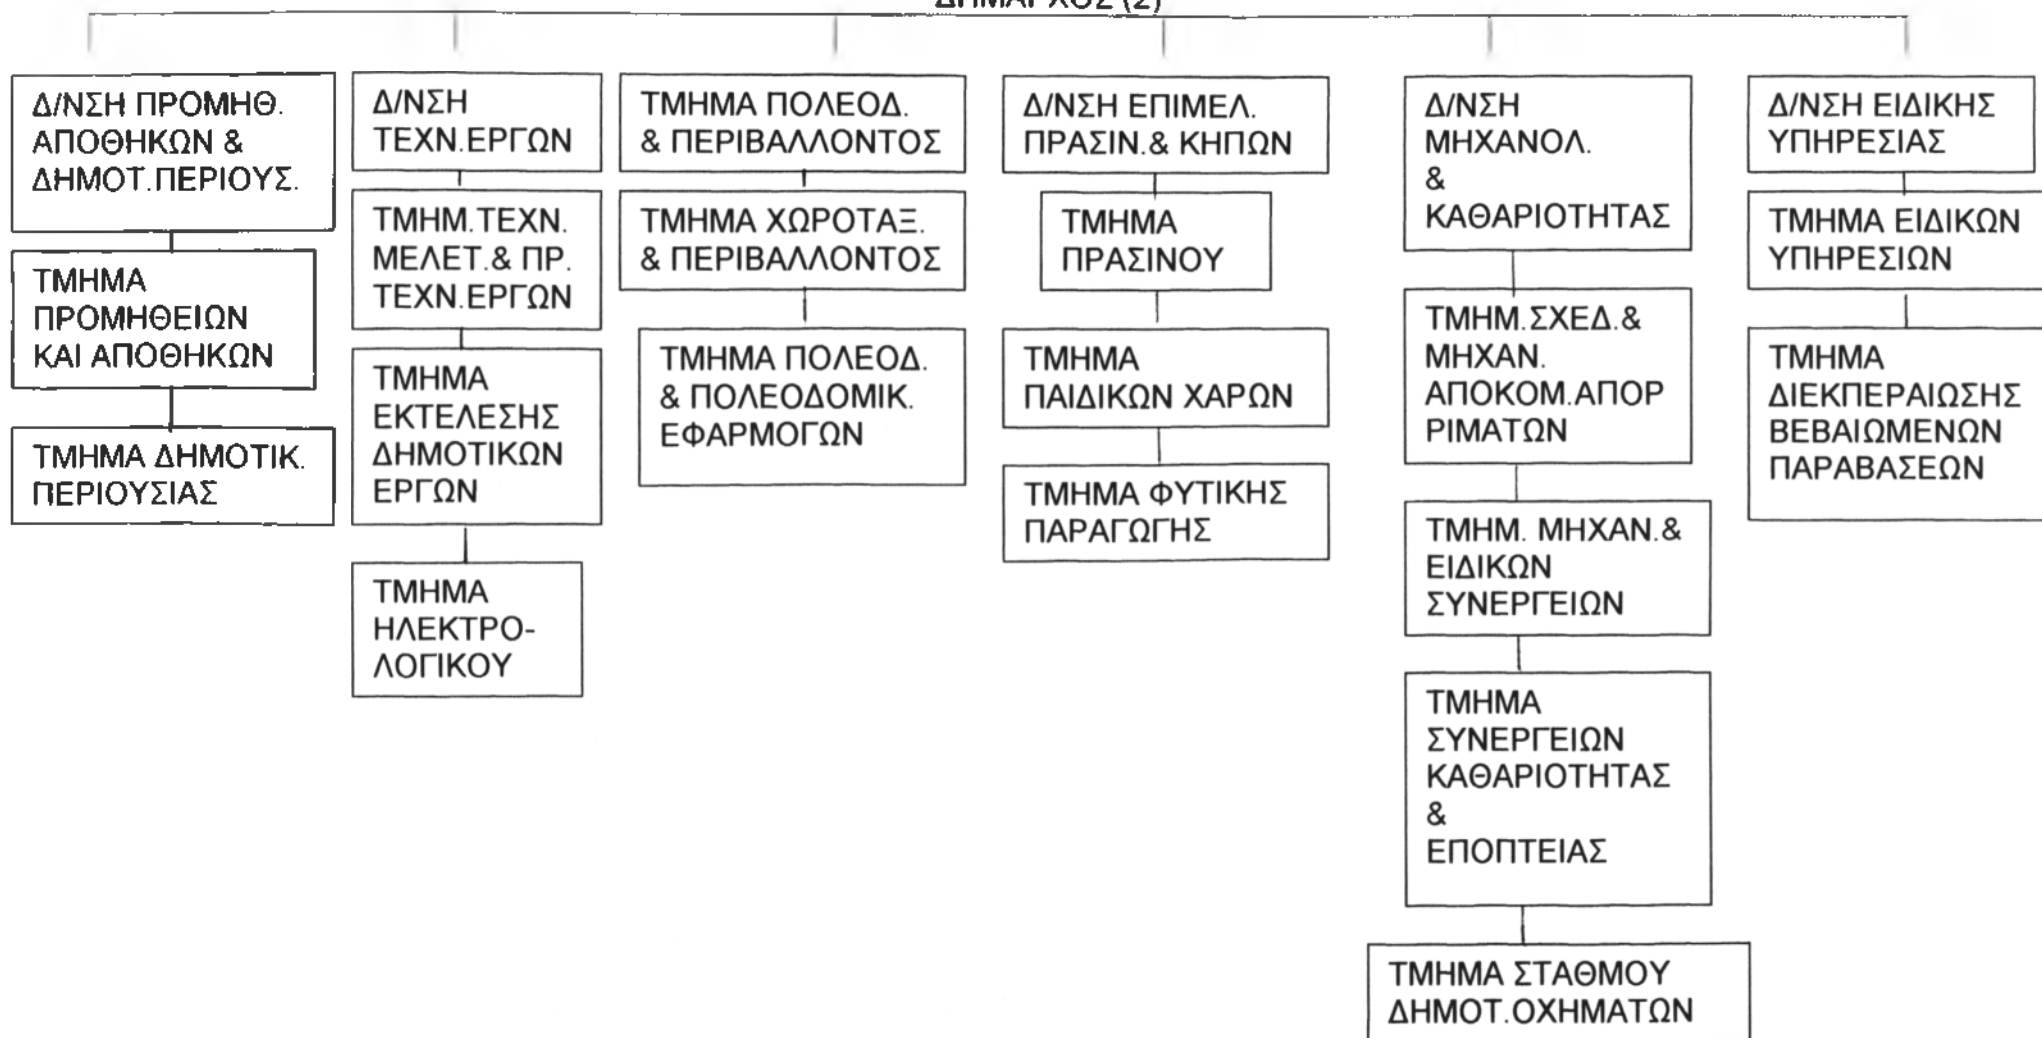 ΔΗΜΑΡΧΟΣ (2)
Δ/ΝΣΗ ΠΡΟΜΗΘ.
ΑΠΟΘΗΚΩΝ &
ΔΗΜΟΤ.ΠΕΡΙΟΥΣ.
ΤΜΗΜΑ
ΠΡΟΜΗΘΕΙΩΝ
ΚΑΙ ΑΠΟΘΗΚΩΝ
ΤΜΗΜΑ ΔΗΜΟΤΙΚ.
ΠΕΡΙΟΥΣΙΑΣ
Δ/ΝΣΗ
ΤΕΧΝ.ΕΡΓΩΝ
ΤΜΗΜ.ΤΕΧΝ.
ΜΕΛΕΤ.& ΠΡ.
ΤΕΧΝ.ΕΡΓΩΝ
ΤΜΗΜΑ
ΕΚΤΕΛΕΣΗΣ
ΔΗΜΟΤΙΚΩΝ
ΕΡΓΩΝ
ΤΜΗΜΑ
ΗΛΕΚΤΡΟ-
ΛΟΓΙΚΟΥ
ΤΜΗΜΑ ΠΟΛΕΟΔ.
& ΠΕΡΙΒΑΛΛΟΝΤΟΣ
ΤΜΗΜΑ ΧΩΡΟΤΑΞ.
& ΠΕΡΙΒΑΛΛΟΝΤΟΣ
ΤΜΗΜΑ ΠΟΛΕΟΔ.
& ΠΟΛΕΟΔΟΜΙΚ.
ΕΦΑΡΜΟΓΩΝ
Δ/ΝΣΗ ΕΠΙΜΕΛ.
ΠΡΑΣΙΝ.& ΚΗΠΩΝ
ΤΜΗΜΑ
ΠΡΑΣΙΝΟΥ
ΤΜΗΜΑ
ΠΑΙΔΙΚΩΝ ΧΑΡΩΝ
ΤΜΗΜΑ ΦΥΤΙΚΗΣ
ΠΑΡΑΓΩΓΗΣ
Δ/ΝΣΗ
ΜΗΧΑΝΟΛ.
&
ΚΑΘΑΡΙΟΤΗΤΑΣ
ΤΜΗΜ.ΣΧΕΔ.&
ΜΗΧΑΝ.
ΑΠΟΚΟΜ.ΑΠΟΡ
ΡΙΜΑΤΩΝ
ΤΜΗΜ. ΜΗΧΑΝ.&
ΕΙΔΙΚΩΝ
ΣΥΝΕΡΓΕΙΩΝ
ΤΜΗΜΑ
ΣΥΝΕΡΓΕΙΩΝ
ΚΑΘΑΡΙΟΤΗΤΑΣ
&
ΕΠΟΠΤΕΙΑΣ
ΤΜΗΜΑ ΣΤΑΘΜΟΥ
ΔΗΜΟΤ.ΟΧΗΜΑΤΩΝ
Δ/ΝΣΗ ΕΙΔΙΚΗΣ
ΥΠΗΡΕΣΙΑΣ
ΤΜΗΜΑ ΕΙΔΙΚΩΝ
ΥΠΗΡΕΣΙΩΝ
ΤΜΗΜΑ
ΔΙΕΚΠΕΡΑΙΩΣΗΣ
ΒΕΒΑΙΩΜΕΝΩΝ
ΠΑΡΑΒΑΣΕΩΝ